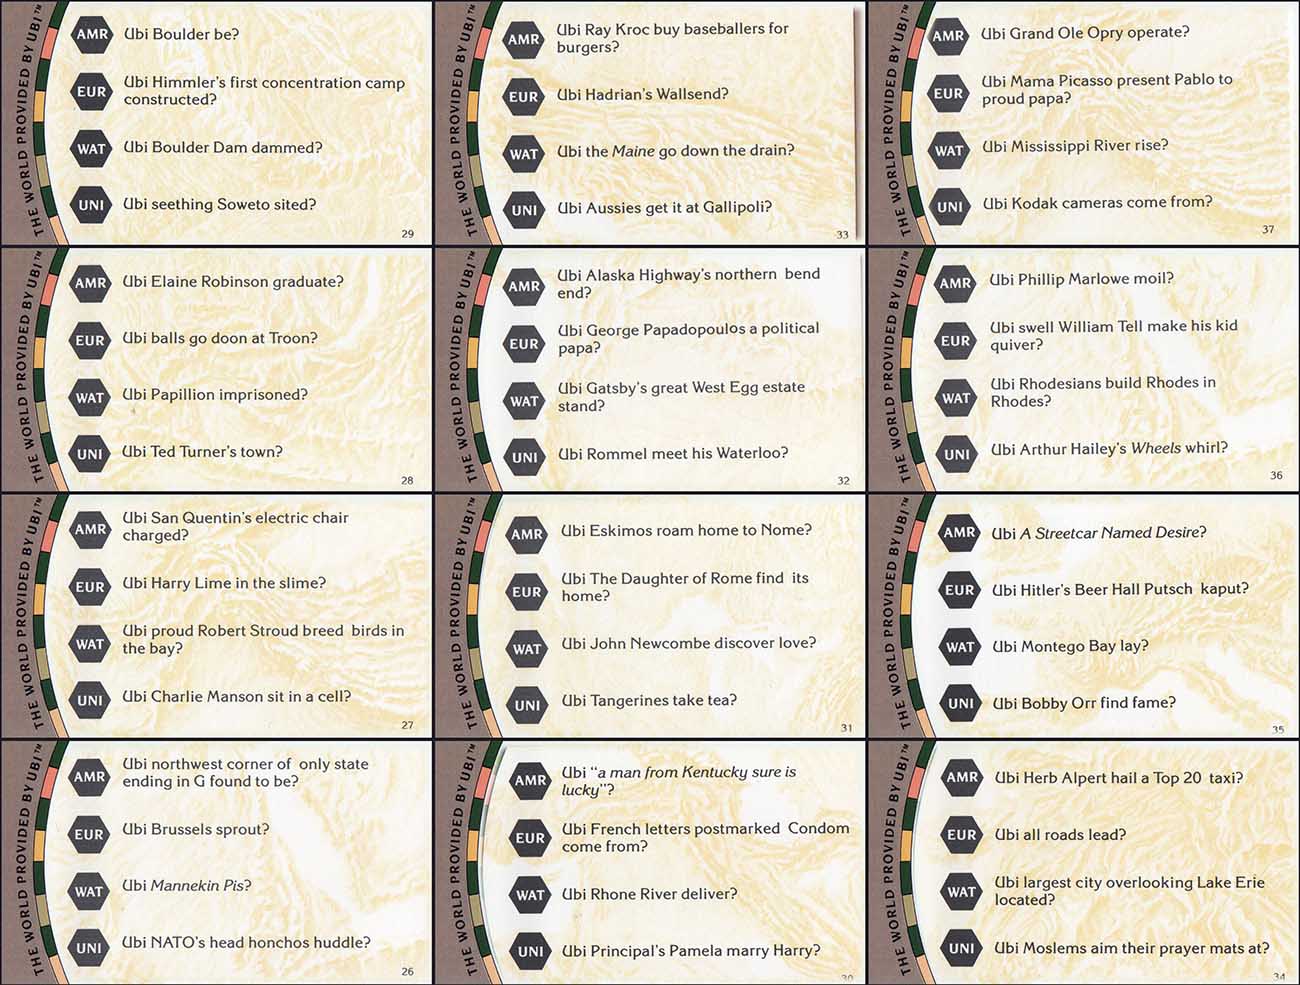 THE WORLD PROVIDED BY UBI™
AMR Ubi Boulder be?
EUR Ubi Himmler's first concentration camp
constructed?
WAT Ubi Boulder Dam dammed?
UNI Ubi seething Soweto sited?
29
THE WORLD PROVIDED BY UBI™
AMR Ubi Ray Kroc buy baseballers for
burgers?
EUR Ubi Hadrian's Wallsend?
WAT Ubi the Maine go down the drain?
UNI Ubi Aussies get it at Gallipoli?
33
THE WORLD PROVIDED BY UBI™
AMR Ubi Grand Ole Opry operate?
EUR Ubi Mama Picasso present Pablo to
proud papa?
WAT Ubi Mississippi River rise?
UNI Ubi Kodak cameras come from?
37
THE WORLD PROVIDED BY UBI™
AMR Ubi Elaine Robinson graduate?
EUR Ubi balls go doon at Troon?
WAT Ubi Papillion imprisoned?
UNI Ubi Ted Turner's town?
28
THE WORLD PROVIDED BY UBI™
AMR Ubi Alaska Highway's northern bend
end?
EUR Ubi George Papadopoulos a political
papa?
WAT Ubi Gatsby's great West Egg estate
stand?
UNI Ubi Rommel meet his Waterloo?
32
THE WORLD PROVIDED BY UBI™
AMR Ubi Phillip Marlowe moil?
EUR Ubi swell William Tell make his kid
quiver?
WAT Ubi Rhodesians build Rhodes in
Rhodes?
UNI Ubi Arthur Hailey's Wheels whirl?
36
THE WORLD PROVIDED BY UBI™
AMR Ubi San Quentin's electric chair
charged?
EUR Ubi Harry Lime in the slime?
WAT Ubi proud Robert Stroud breed birds in
the bay?
UNI Ubi Charlie Manson sit in a cell?
27
THE WORLD PROVIDED BY UBI™
AMR Ubi Eskimos roam home to Nome?
EUR Ubi The Daughter of Rome find its
home?
WAT Ubi John Newcombe discover love?
UNI Ubi Tangerines take tea?
31
THE WORLD PROVIDED BY UBI™
AMR Ubi A Streetcar Named Desire?
EUR Ubi Hitler's Beer Hall Putsch kaput?
WAT Ubi Montego Bay lay?
UNI Ubi Bobby Orr find fame?
35
THE WORLD PROVIDED BY UBI™
AMR Ubi northwest corner of only state
ending in G found to be?
EUR Ubi Brussels sprout?
WAT Ubi Mannekin Pis?
UNI Ubi NATO's head honchos huddle?
26
THE WORLD PROVIDED BY UBI™
AMR Ubi "a man from Kentucky sure is
lucky"?
EUR Ubi French letters postmarked Condom
come from?
WAT Ubi Rhone River deliver?
UNI Ubi Principal's Pamela marry Harry?
30
THE WORLD PROVIDED BY UBI™
AMR Ubi Herb Alpert hail a Top 20 taxi?
EUR Ubi all roads lead?
WAT Ubi largest city overlooking Lake Erie
located?
UNI Ubi Moslems aim their prayer mats at?
34